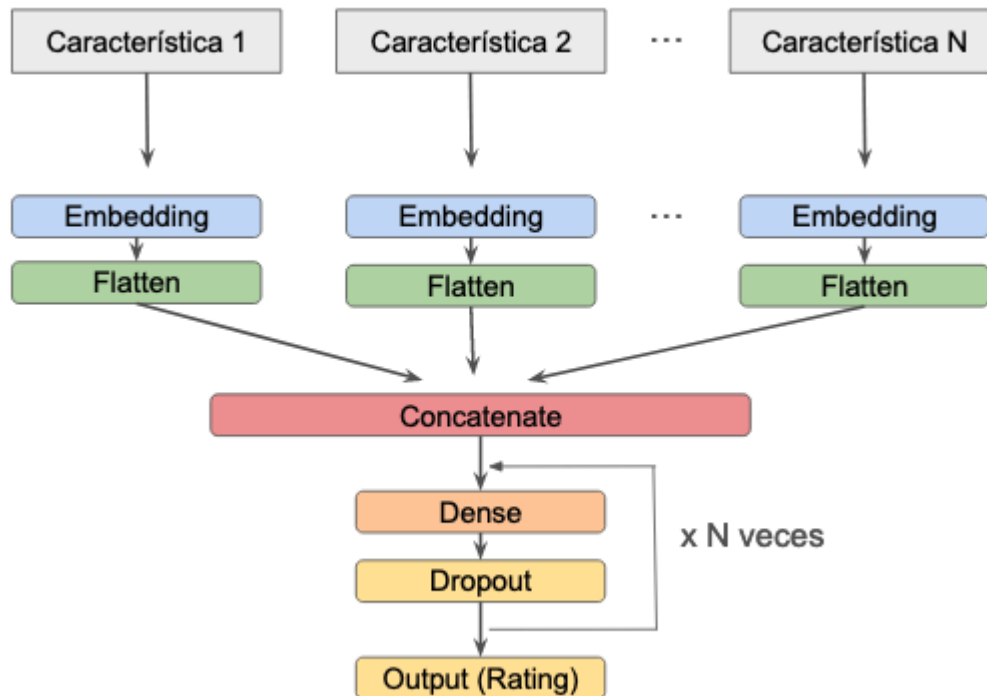 Característica 1
Característica 2
...
Característica N
Embedding
Embedding
...
Embedding
Flatten
Flatten
Flatten
Concatenate
Dense
x N veces
Dropout
Output (Rating)